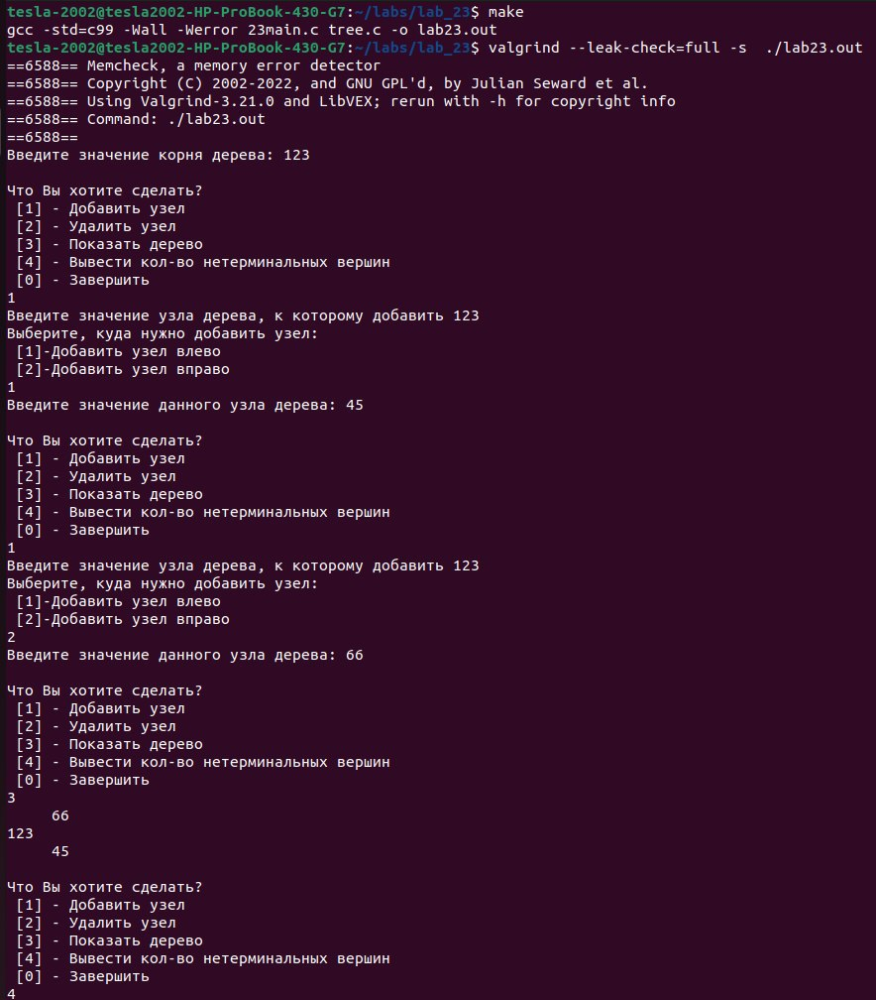 tesla-2002@tesla2002-HP-ProBook-430-G7:~/labs/lab_23$ make
gcc -std=c99 -Wall -Werror 23main.c tree.c -o lab23.out
tesla-2002@tesla2002-HP-ProBook-430-G7:~/labs/lab_23$ valgrind --leak-check=full -s  ./lab23.out
==6588== Memcheck, a memory error detector
==6588== Copyright (C) 2002-2022, and GNU GPL'd, by Julian Seward et al.
==6588== Using Valgrind-3.21.0 and LibVEX; rerun with -h for copyright info
==6588== Command: ./lab23.out
==6588==
Введите значение корня дерева: 123
Что Вы хотите сделать?
[1] - Добавить узел
[2] - Удалить узел
[3] - Показать дерево
[4] - Вывести кол-во нетерминальных вершин
[0] - Завершить
1
Введите значение узла дерева, к которому добавить 123
Выберите, куда нужно добавить узел:
[1]-Добавить узел влево
[2]-Добавить узел вправо
1
Введите значение данного узла дерева: 45
Что Вы хотите сделать?
[1] - Добавить узел
[2] - Удалить узел
[3] - Показать дерево
[4] - Вывести кол-во нетерминальных вершин
[0] - Завершить
1
Введите значение узла дерева, к которому добавить 123
Выберите, куда нужно добавить узел:
[1]-Добавить узел влево
[2]-Добавить узел вправо
2
Введите значение данного узла дерева: 66
Что Вы хотите сделать?
[1] - Добавить узел
[2] - Удалить узел
[3] - Показать дерево
[4] - Вывести кол-во нетерминальных вершин
[0] - Завершить
3
66
123
45
Что Вы хотите сделать?
[1] - Добавить узел
[2] - Удалить узел
[3] - Показать дерево
[4] - Вывести кол-во нетерминальных вершин
[0] - Завершить
4